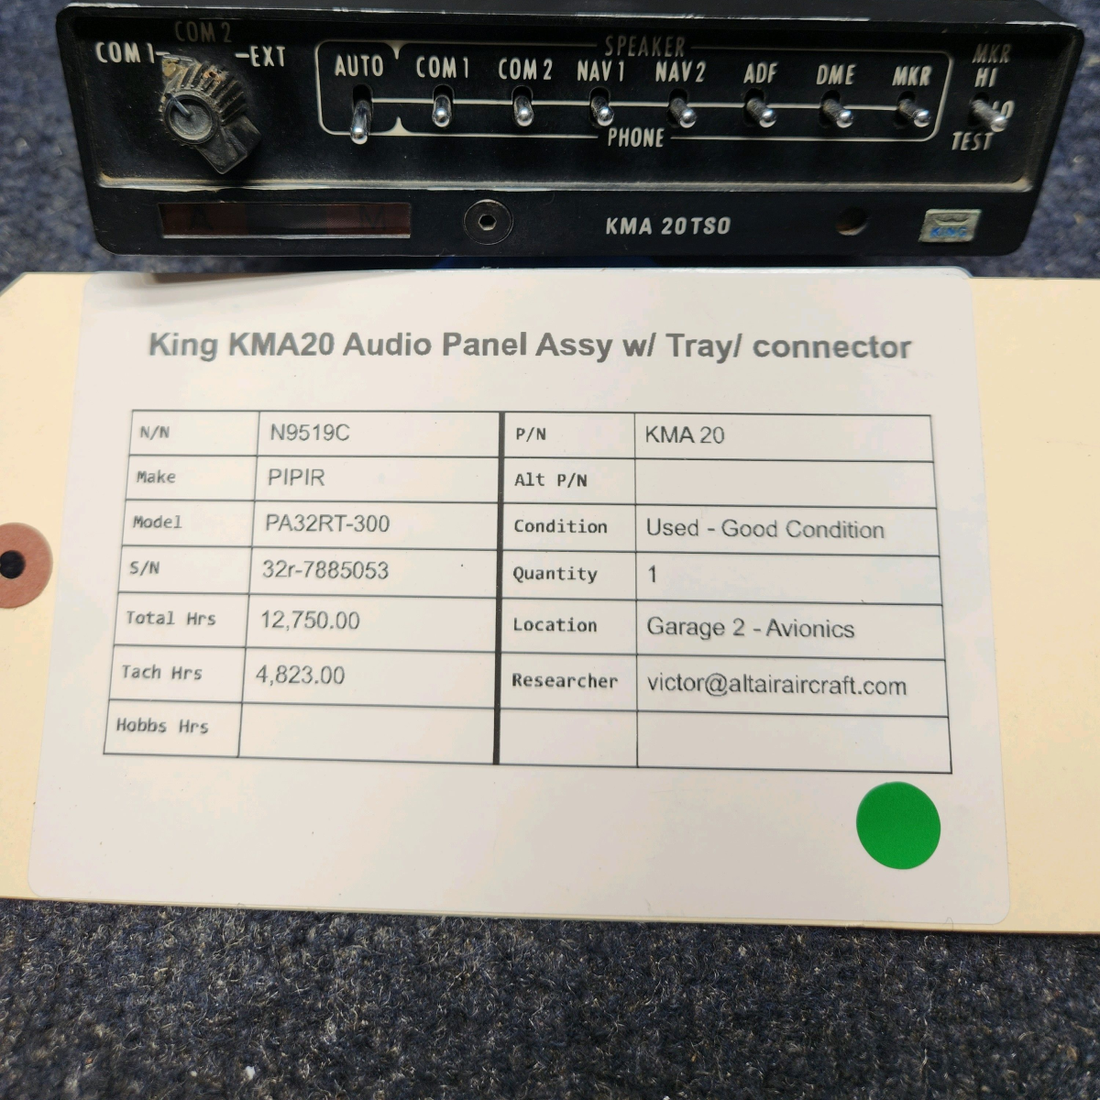 COM 2
COM 1 EXT
SPEAKER
AUTO COM 1 COM 2 NAV 1 NAV 2 ADF DME MKR
MKR
HI
LO
TEST
PHONE
A M
KMA 20 TSO
KING
King KMA20 Audio Panel Assy w/ Tray/ connector
N/N N9519C P/N KMA 20
Make PIPIR Alt P/N
Model PA32RT-300 Condition Used - Good Condition
S/N 32r-7885053 Quantity 1
Total Hrs 12,750.00 Location Garage 2 - Avionics
Tach Hrs 4,823.00 Researcher victor@altairaircraft.com
Hobbs Hrs